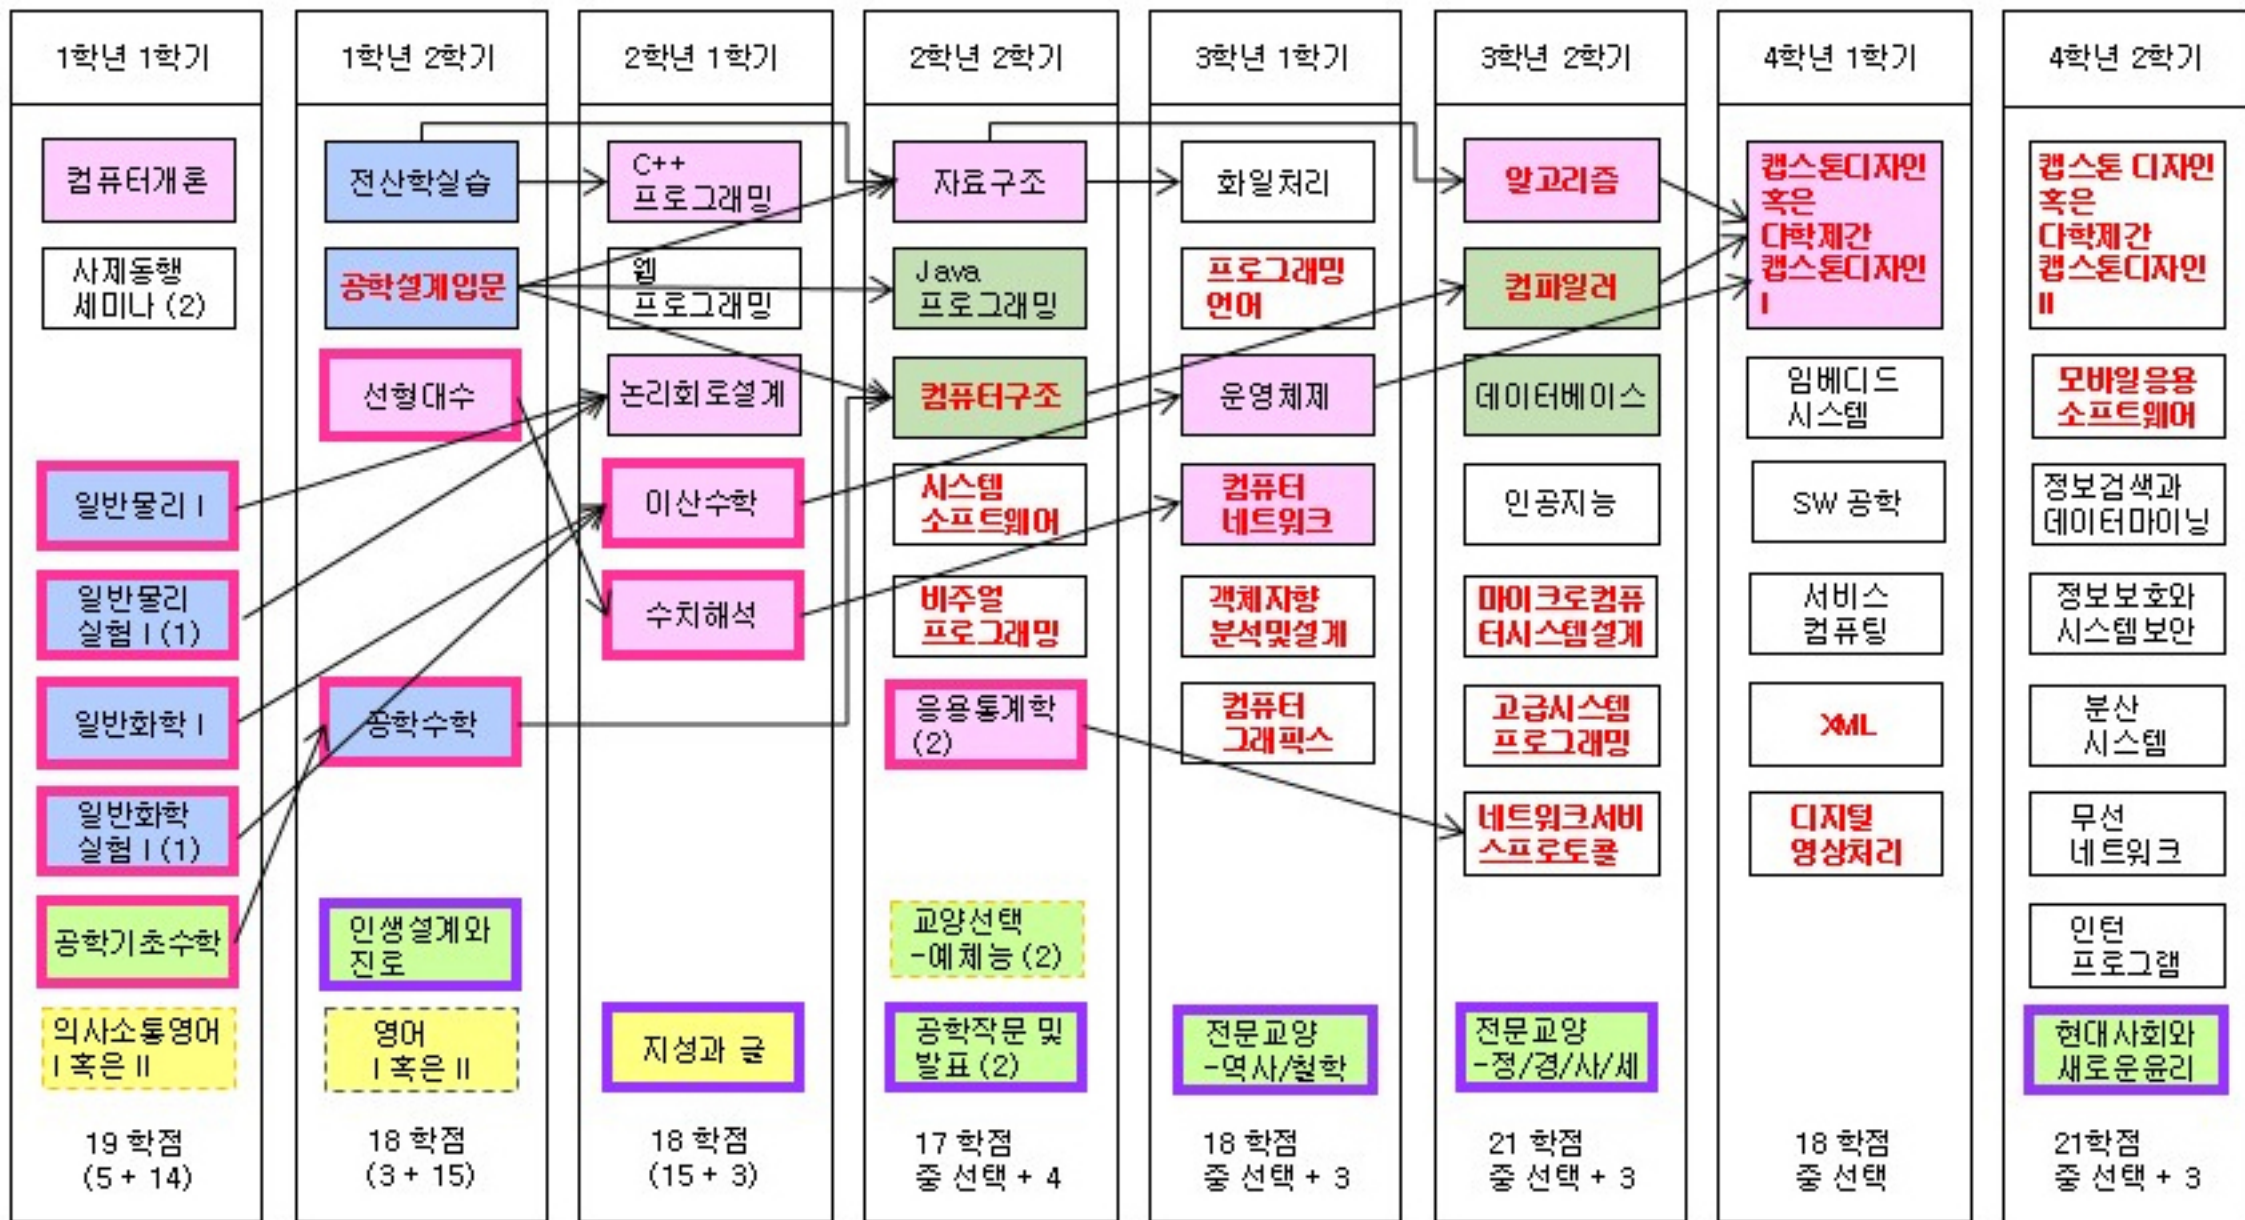 1학년 1학기
컴퓨터개론
사제동행
세미나 (2)
일반물리 I
일반물리
실험 I (1)
일반화학 I
일반화학
실험 I (1)
공학기초수학
의사소통영어
I 혹은 II
19 학점
(5 + 14)
1학년 2학기
전산학실습
공학설계입문
선형대수
공학수학
인생설계와
진로
영어
I 혹은 II
18 학점
(3 + 15)
2학년 1학기
C++
프로그래밍
웹
프로그래밍
논리회로설계
이산수학
수치해석
지성과 글
18 학점
(15 + 3)
2학년 2학기
자료구조
Java
프로그래밍
컴퓨터구조
시스템
소프트웨어
비주얼
프로그래밍
응용통계학
(2)
교양선택
-예체능 (2)
공학작문 및
발표 (2)
17 학점
중 선택 + 4
3학년 1학기
화일처리
프로그래밍
언어
운영체제
컴퓨터
네트워크
객체지향
분석및설계
컴퓨터
그래픽스
전문교양
-역사/철학
18 학점
중 선택 + 3
3학년 2학기
알고리즘
컴파일러
데이터베이스
인공지능
마이크로컴퓨
터시스템설계
고급시스템
프로그래밍
네트워크서비
스프로토콜
전문교양
-정/경/사/세
21 학점
중 선택 + 3
4학년 1학기
캡스톤디자인
혹은
다학제간
캡스톤디자인
I
임베디드
시스템
SW 공학
서비스
컴퓨팅
XML
디지털
영상처리
18 학점
중 선택
4학년 2학기
캡스톤 디자인
혹은
다학제간
캡스톤디자인
II
모바일응용
소프트웨어
정보검색과
데이터마이닝
정보보호와
시스템보안
분산
시스템
무선
네트워크
인턴
프로그램
현대사회와
새로운윤리
21학점
중 선택 + 3